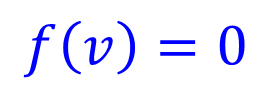 f(v) = 0